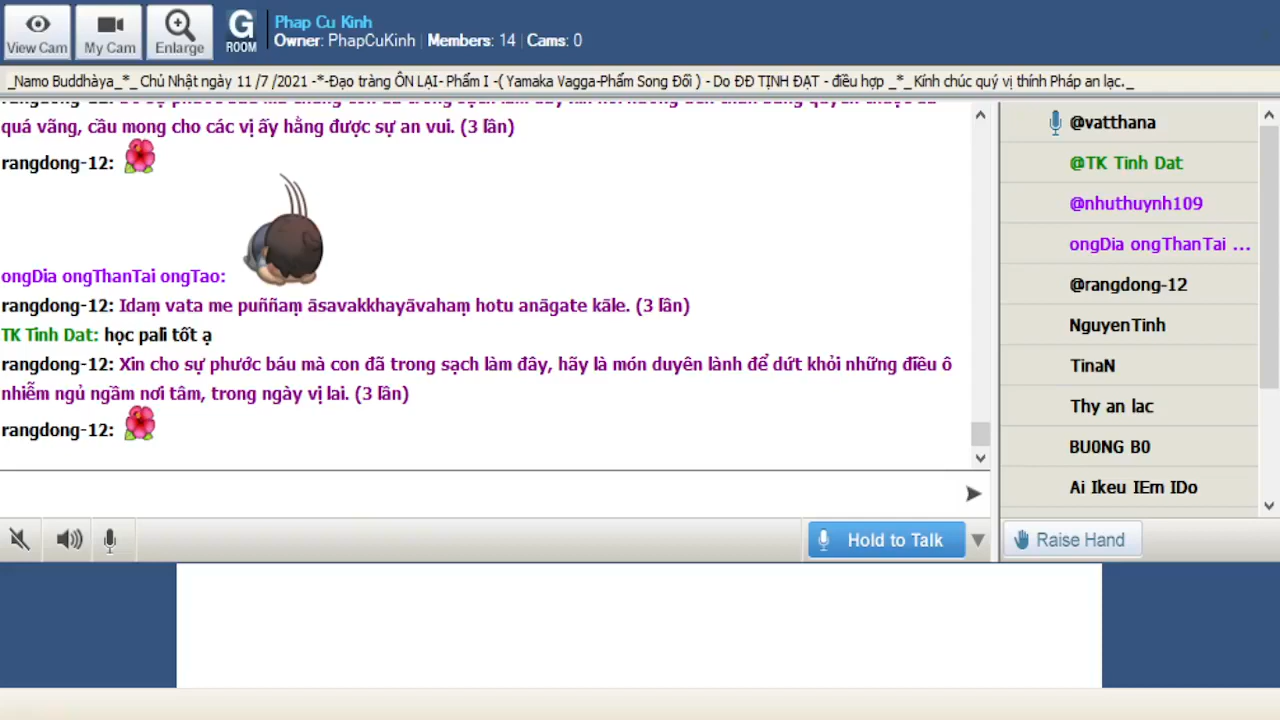 View Cam
My Cam
Enlarge
G
ROOM
Phap Cu Kinh
Owner: PhapCuKinh | Members: 14 | Cams: 0
_Namo Buddhàya_*_ Chủ Nhật ngày 11 /7 /2021 -*-Đạo tràng ÔN LẠI- Phẩm I -( Yamaka Vagga-Phẩm Song Đối ) - Do ĐĐ TỊNH ĐẠT - điều hợp _*_Kính chúc quý vị thính Pháp an lạc._
quá vãng, cầu mong cho các vị ấy hằng được sự an vui. (3 lần)
rangdong-12:
ongDia ongThanTai ongTao:
rangdong-12: Idaṃ vata me puññaṃ āsavakkhayāvahaṃ hotu anāgate kāle. (3 lần)
TK Tinh Dat: học pali tốt ạ
rangdong-12: Xin cho sự phước báu mà con đã trong sạch làm đây, hãy là món duyên lành để dứt khỏi những điều ô
nhiễm ngủ ngầm nơi tâm, trong ngày vị lai. (3 lần)
rangdong-12:
@vatthana
@TK Tinh Dat
@nhuthuynh109
ongDia ongThanTai ...
@rangdong-12
NguyenTinh
TinaN
Thy an lac
BU0NG B0
Ai Ikeu IEm IDo
Hold to Talk
Raise Hand